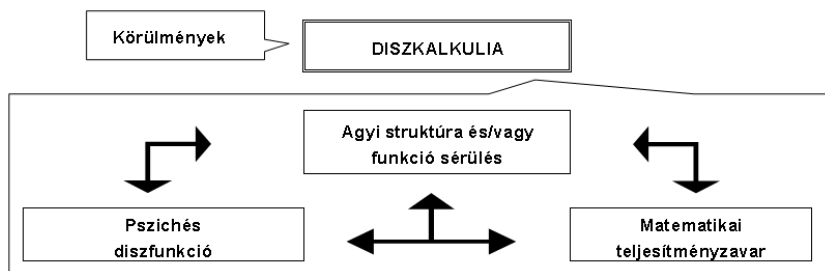 Körülmények
DISZKALKULIA
Agyi struktúra és/vagy
funkció sérülés
Pszichés
diszfunkció
Matematikai
teljesítményzavar